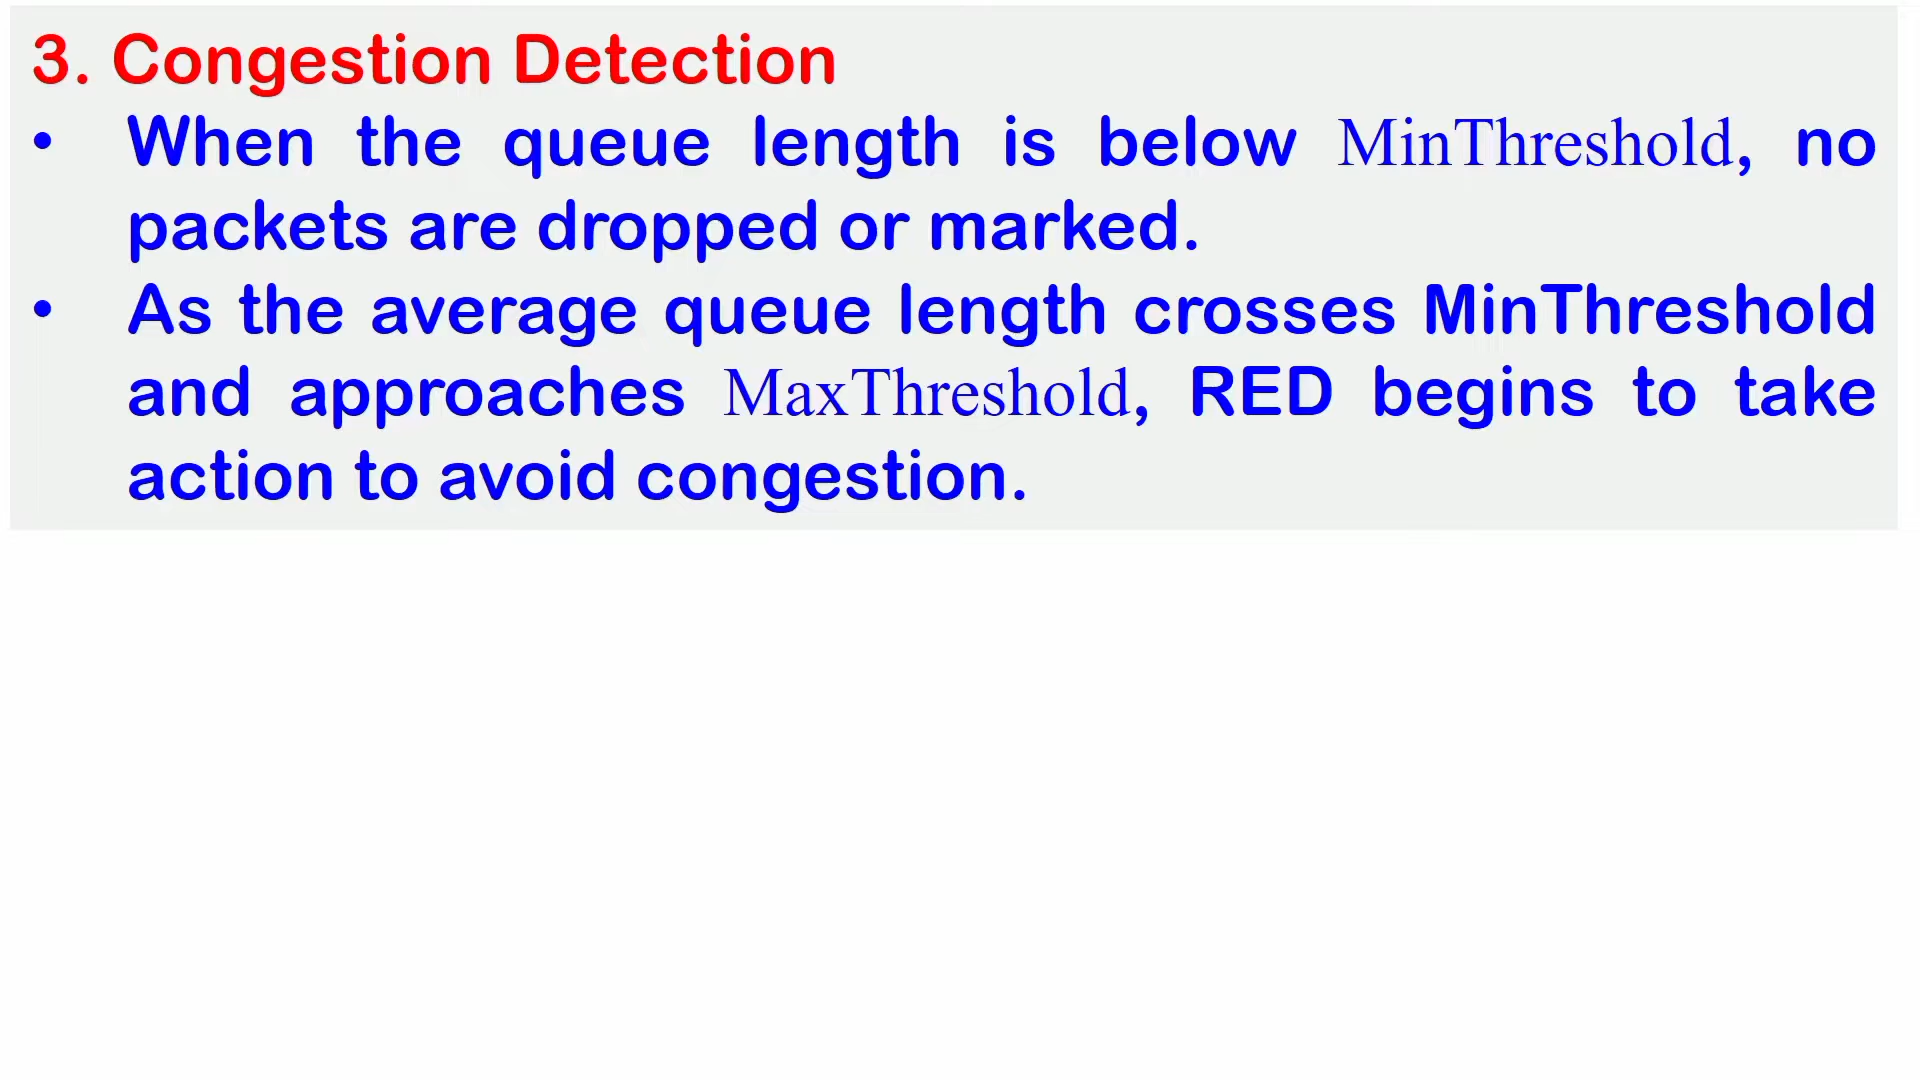 3. Congestion Detection
• When the queue length is below MinThreshold, no
packets are dropped or marked.
• As the average queue length crosses MinThreshold
and approaches MaxThreshold, RED begins to take
action to avoid congestion.